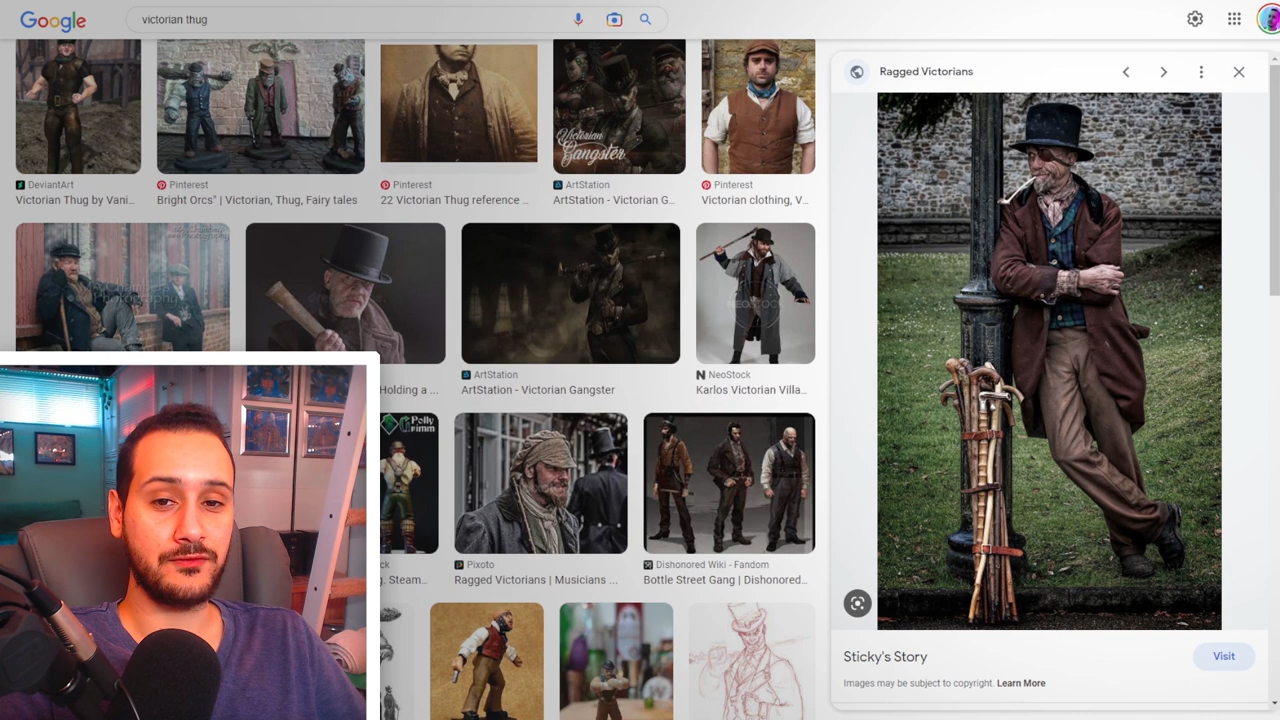 Google
victorian thug
Ragged Victorians
Victorian
Gangster
DeviantArt
Victorian Thug by Vani...
Pinterest
Bright Orcs" | Victorian, Thug, Fairy tales
Pinterest
22 Victorian Thug reference ...
ArtStation
ArtStation - Victorian G...
Pinterest
Victorian clothing, V...
Photography
Holding a ...
ArtStation
ArtStation - Victorian Gangster
NEOSTOCK
NeoStock
Karlos Victorian Villa...
Polly
Grimm
ck
g. Steam...
Pixoto
Ragged Victorians | Musicians ...
Dishonored Wiki - Fandom
Bottle Street Gang | Dishonored...
Sticky's Story
Visit
Images may be subject to copyright. Learn More